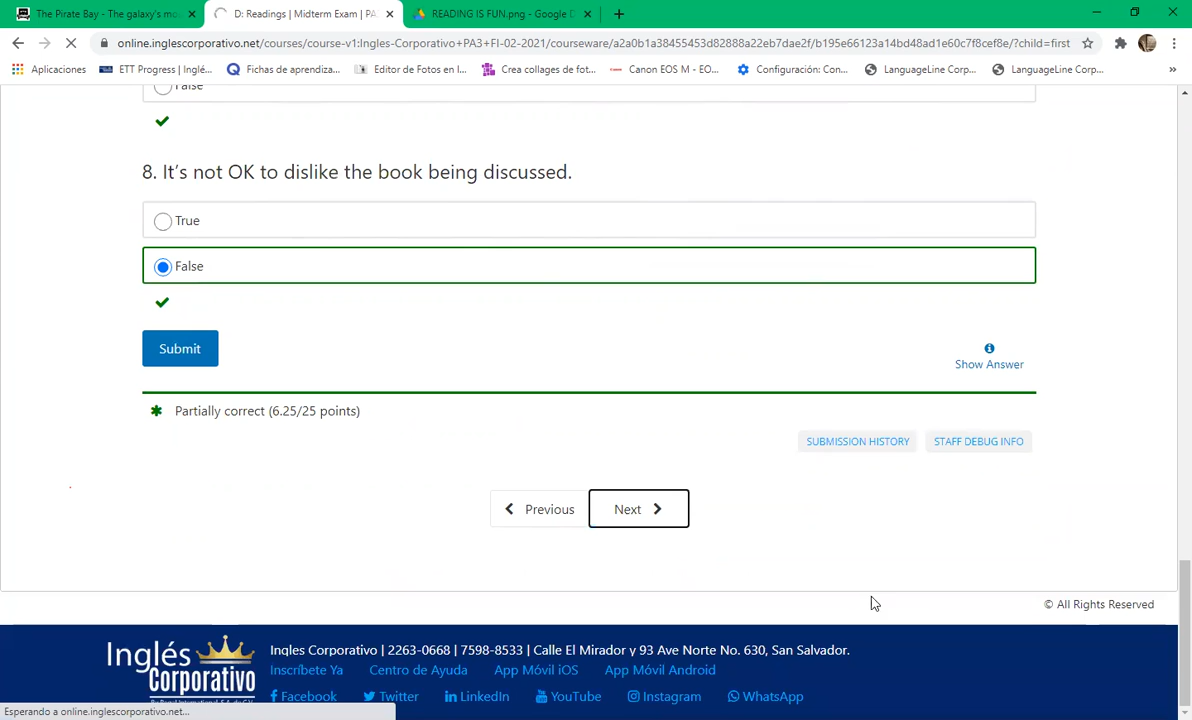 The Pirate Bay - The galaxy's mo
D: Readings | Midterm Exam | PA
READING IS FUN.png - Google D
online.inglescorporativo.net/courses/course-v1:Ingles-Corporativo+PA3+FI-02-2021/courseware/a2a0b1a38455453d82888a22eb7dae2f/b195e66123a14bd48ad1e60c7f8cef8e/?child=first
Aplicaciones
ETT Progress | Inglé...
Fichas de aprendiza...
Editor de Fotos en l...
Crea collages de fot...
Canon EOS M - EO...
Configuración: Con...
LanguageLine Corp...
LanguageLine Corp...
False
8. It's not OK to dislike the book being discussed.
True
False
Submit
Show Answer
Partially correct (6.25/25 points)
SUBMISSION HISTORY
STAFF DEBUG INFO
Previous
Next
© All Rights Reserved
Inglés Corporativo
Ingles Corporativo | 2263-0668 | 7598-8533 | Calle El Mirador y 93 Ave Norte No. 630, San Salvador.
Inscríbete Ya
Centro de Ayuda
App Móvil iOS
App Móvil Android
Facebook
Twitter
LinkedIn
YouTube
Instagram
WhatsApp
Esperando a online.inglescorporativo.net...